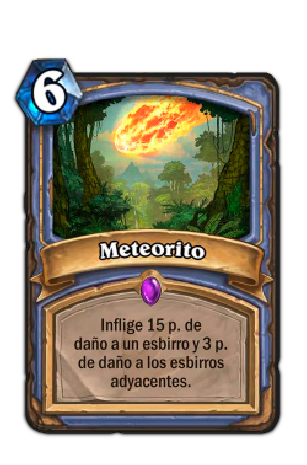 6
Meteorito
Inflige 15 p. de
daño a un esbirro y 3 p.
de daño a los esbirros
adyacentes.